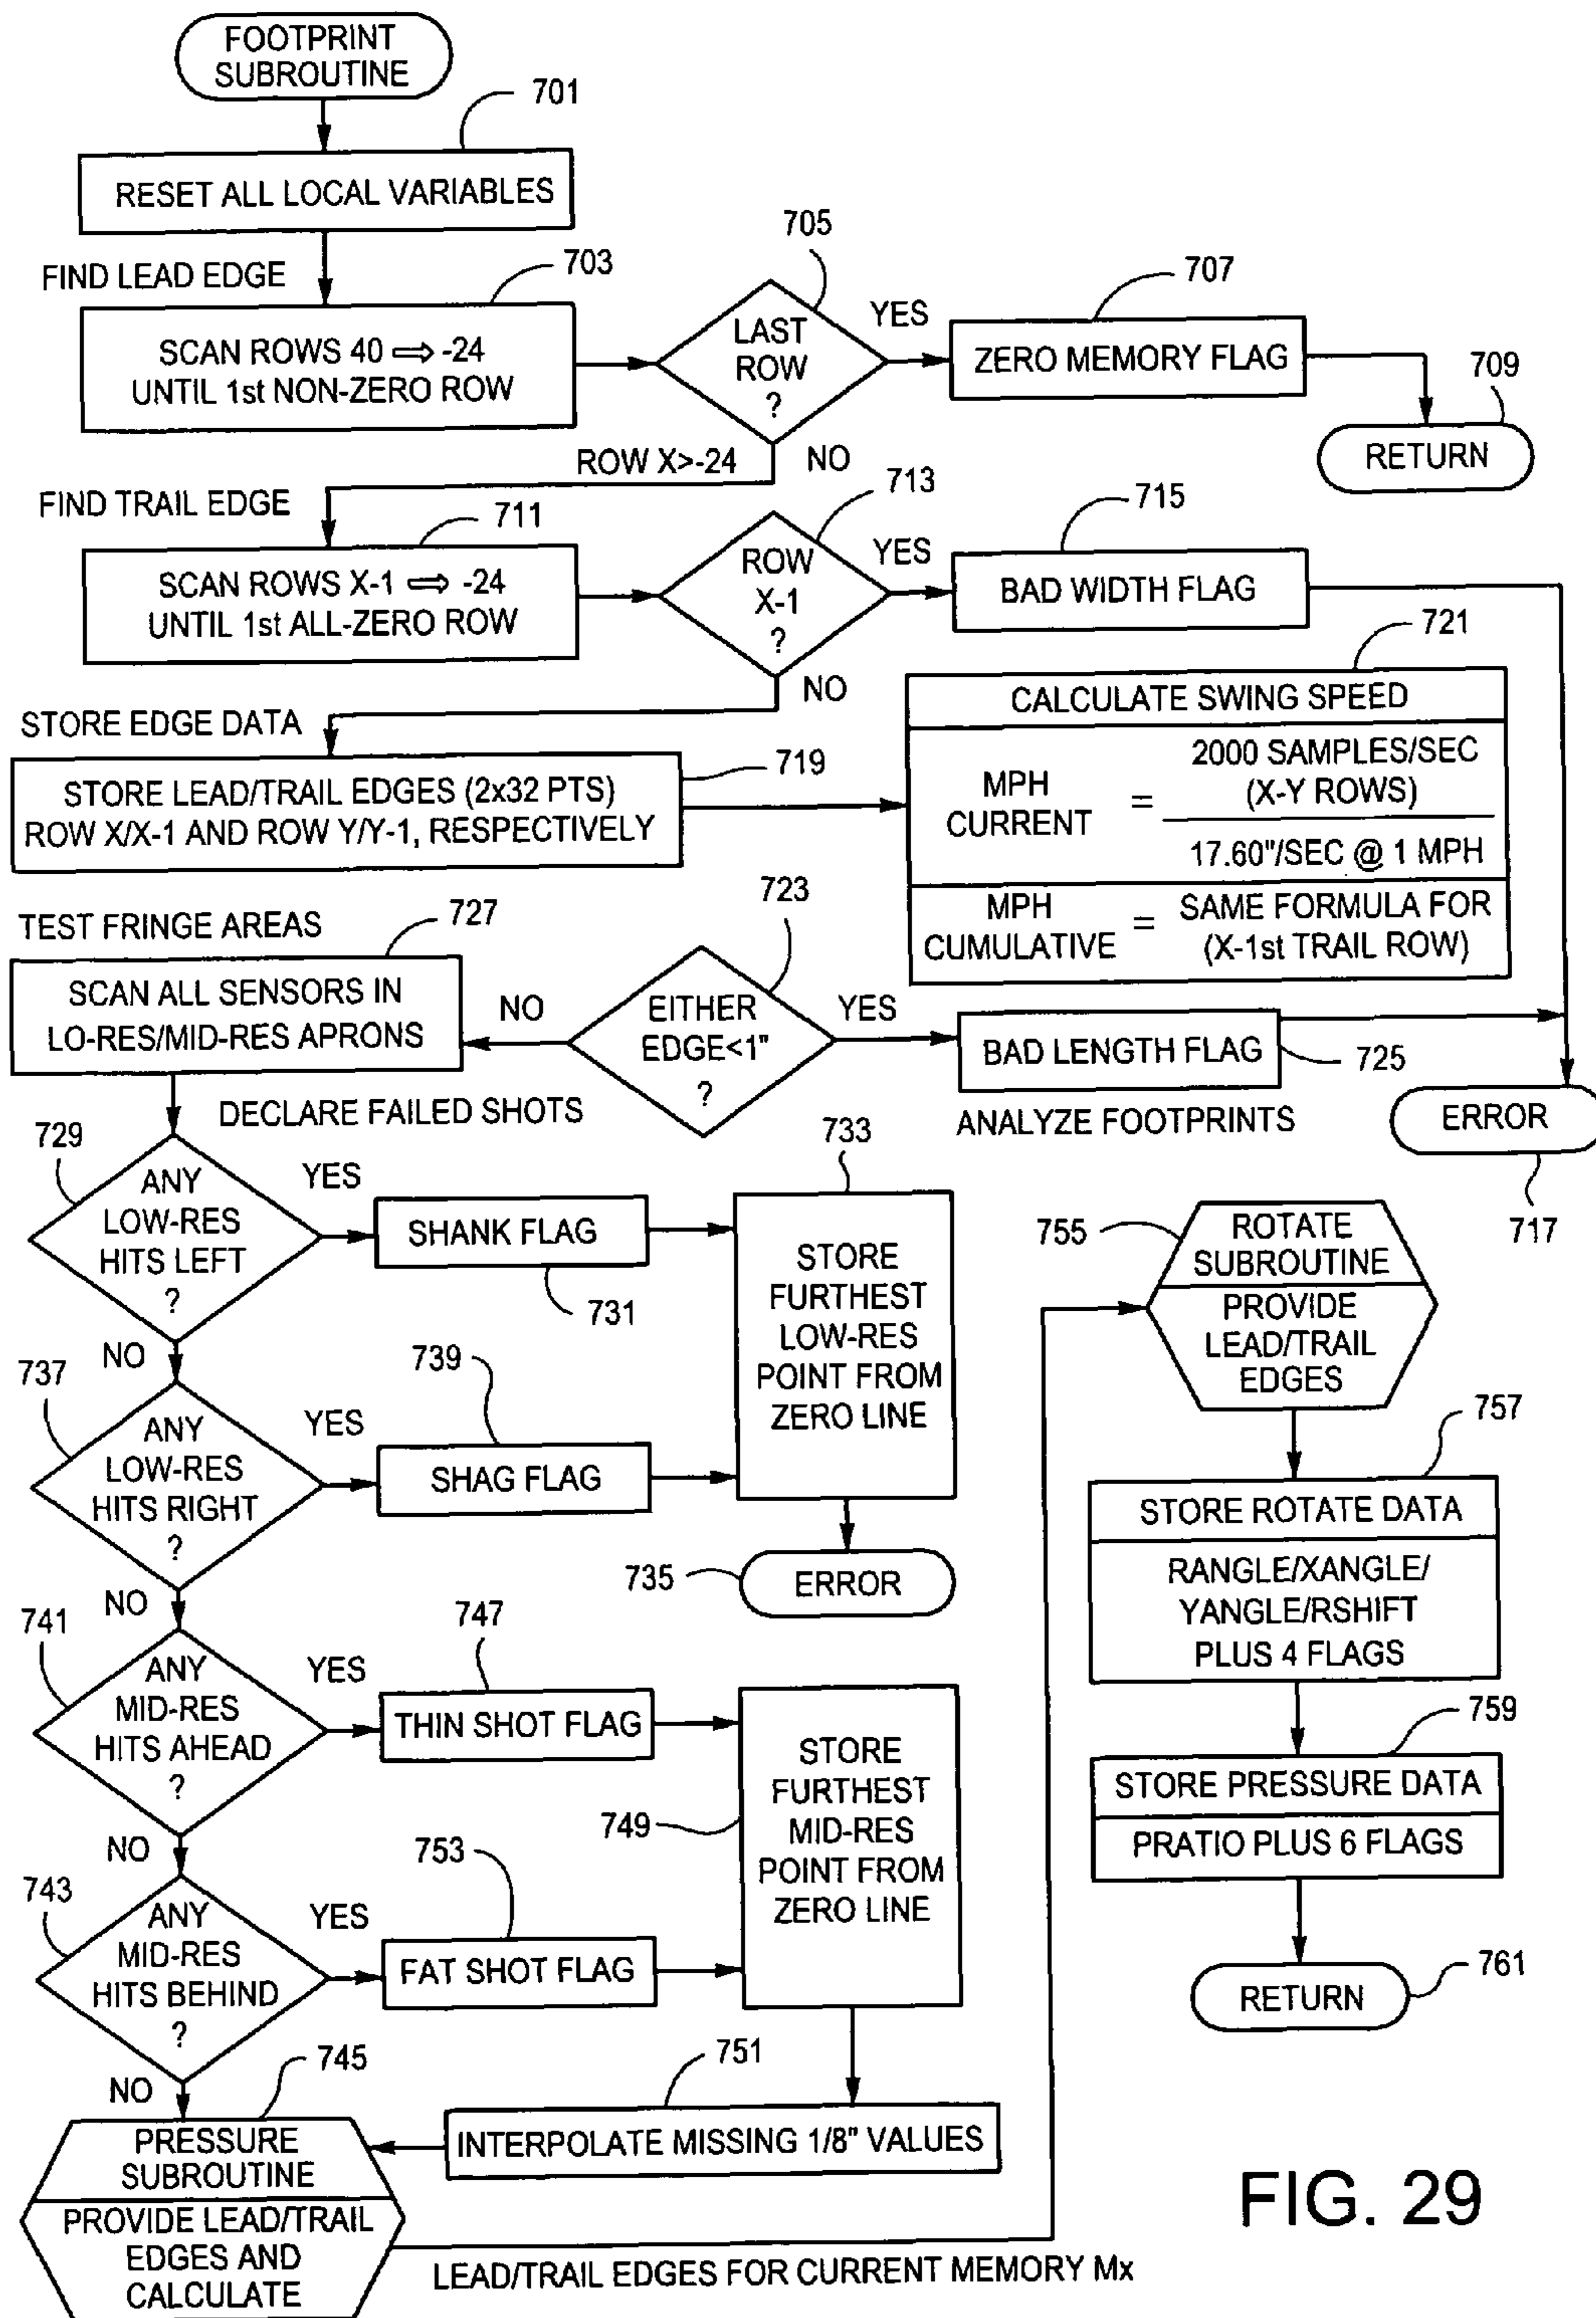 FOOTPRINT
SUBROUTINE
701
RESET ALL LOCAL VARIABLES
FIND LEAD EDGE
703
SCAN ROWS 40 ⇒ -24
UNTIL 1st NON-ZERO ROW
705
LAST
ROW
?
YES
707
ZERO MEMORY FLAG
709
RETURN
ROW X>-24
NO
FIND TRAIL EDGE
711
SCAN ROWS X-1 ⇒ -24
UNTIL 1st ALL-ZERO ROW
713
ROW
X-1
?
YES
715
BAD WIDTH FLAG
NO
STORE EDGE DATA
719
STORE LEAD/TRAIL EDGES (2x32 PTS)
ROW X/X-1 AND ROW Y/Y-1, RESPECTIVELY
721
CALCULATE SWING SPEED
MPH
CURRENT
=
2000 SAMPLES/SEC
(X-Y ROWS)
17.60"/SEC @ 1 MPH
MPH
CUMULATIVE
=
SAME FORMULA FOR
(X-1st TRAIL ROW)
723
EITHER
EDGE<1"
?
YES
BAD LENGTH FLAG
725
ERROR
717
NO
TEST FRINGE AREAS
727
SCAN ALL SENSORS IN
LO-RES/MID-RES APRONS
DECLARE FAILED SHOTS
729
ANY
LOW-RES
HITS LEFT
?
YES
SHANK FLAG
731
733
STORE
FURTHEST
LOW-RES
POINT FROM
ZERO LINE
735
ERROR
NO
737
ANY
LOW-RES
HITS RIGHT
?
YES
739
SHAG FLAG
NO
741
ANY
MID-RES
HITS AHEAD
?
YES
747
THIN SHOT FLAG
749
STORE
FURTHEST
MID-RES
POINT FROM
ZERO LINE
NO
743
ANY
MID-RES
HITS BEHIND
?
YES
753
FAT SHOT FLAG
751
INTERPOLATE MISSING 1/8" VALUES
NO
745
PRESSURE
SUBROUTINE
PROVIDE LEAD/TRAIL
EDGES AND
CALCULATE
LEAD/TRAIL EDGES FOR CURRENT MEMORY Mx
ANALYZE FOOTPRINTS
755
ROTATE
SUBROUTINE
PROVIDE
LEAD/TRAIL
EDGES
757
STORE ROTATE DATA
RANGLE/XANGLE/
YANGLE/RSHIFT
PLUS 4 FLAGS
759
STORE PRESSURE DATA
PRATIO PLUS 6 FLAGS
761
RETURN
FIG. 29